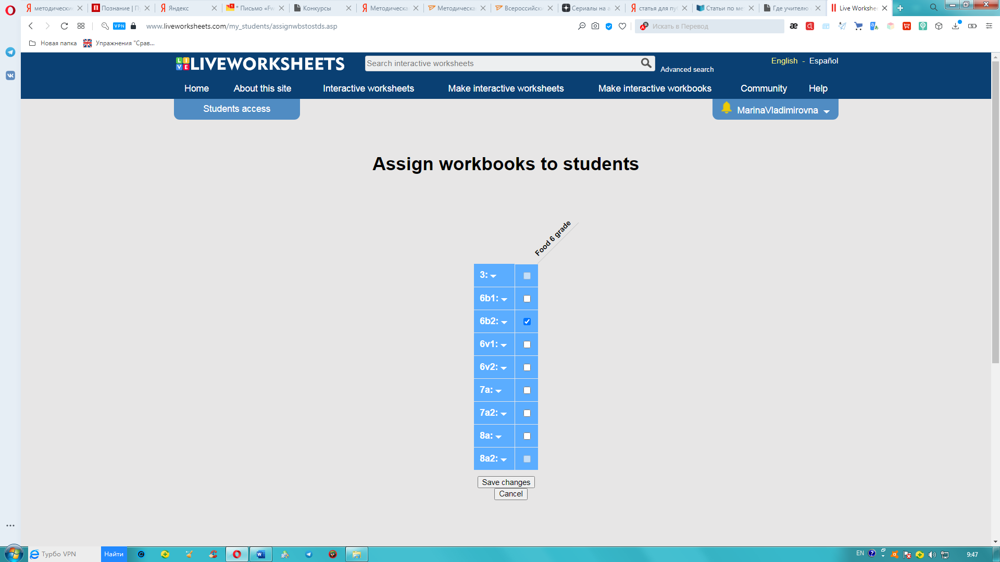 методически
Познание | П
Яндекс
* Письмо «Fw
Конкурсы
Методическа
Методическа
Всероссийски
Сериалы на а
статья для пу
Статьи по ме
Где учителю
Live Workshe
VPN
www.liveworksheets.com/my_students/assignwbstostds.asp
Искать в Перевод
Новая папка
Упражнения "Срав...
LIVE
LIVEWORKSHEETS
Search interactive worksheets
Advanced search
English - Español
Home
About this site
Interactive worksheets
Make interactive worksheets
Make interactive workbooks
Community
Help
Students access
MarinaVladimirovna
Assign workbooks to students
Food 6 grade
3:
6b1:
6b2:
6v1:
6v2:
7a:
7a2:
8a:
8a2:
Save changes
Cancel
Турбо VPN
Найти
EN
9:47